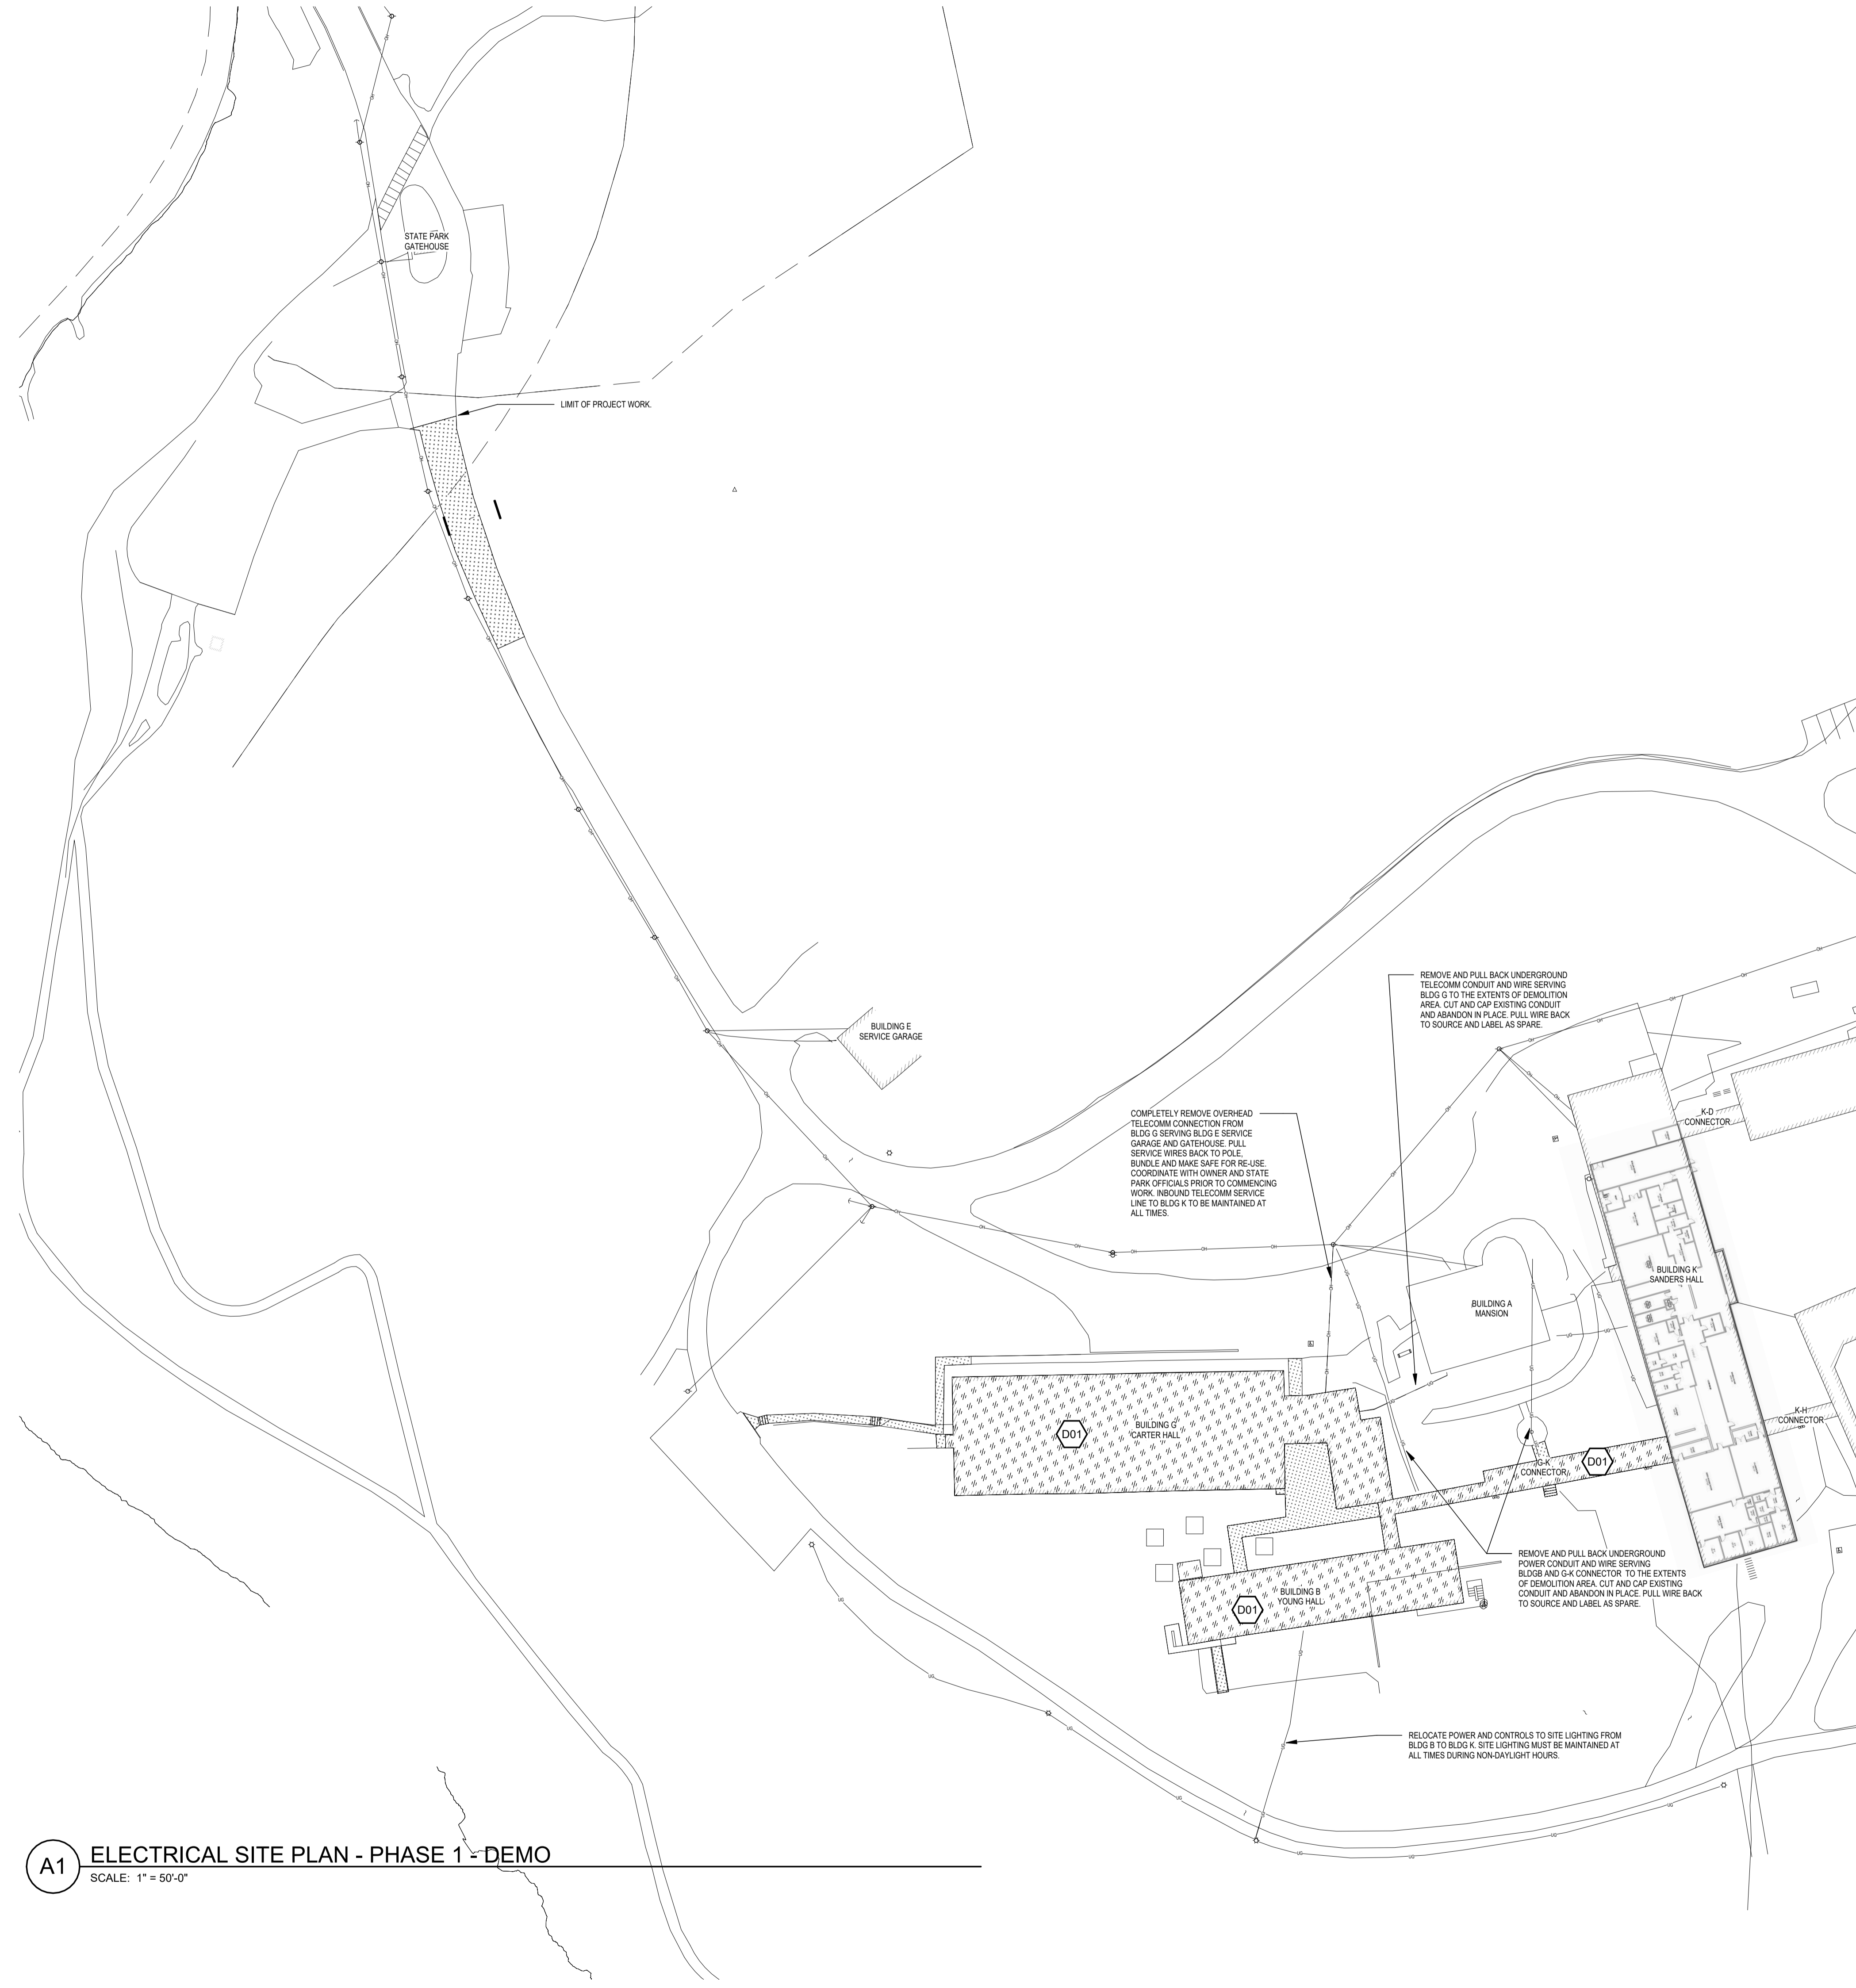 STATE PARK
GATEHOUSE
LIMIT OF PROJECT WORK.
REMOVE AND PULL BACK UNDERGROUND
TELECOMM CONDUIT AND WIRE SERVING
BLDG G TO THE EXTENTS OF DEMOLITION
AREA. CUT AND CAP EXISTING CONDUIT
AND ABANDON IN PLACE. PULL WIRE BACK
TO SOURCE AND LABEL AS SPARE.
BUILDING E
SERVICE GARAGE
COMPLETELY REMOVE OVERHEAD
TELECOMM CONNECTION FROM
BLDG G SERVING BLDG E SERVICE
GARAGE AND GATEHOUSE. PULL
SERVICE WIRES BACK TO POLE,
BUNDLE AND MAKE SAFE FOR RE-USE.
COORDINATE WITH OWNER AND STATE
PARK OFFICIALS PRIOR TO COMMENCING
WORK. INBOUND TELECOMM SERVICE
LINE TO BLDG K TO BE MAINTAINED AT
ALL TIMES.
K-D
CONNECTOR
BUILDING K
SANDERS HALL
BUILDING A
MANSION
K-H
CONNECTOR
D01
BUILDING G
CARTER HALL
G-K
CONNECTOR
D01
REMOVE AND PULL BACK UNDERGROUND
POWER CONDUIT AND WIRE SERVING
BLDGB AND G-K CONNECTOR TO THE EXTENTS
OF DEMOLITION AREA. CUT AND CAP EXISTING
CONDUIT AND ABANDON IN PLACE. PULL WIRE BACK
TO SOURCE AND LABEL AS SPARE.
D01
BUILDING B
YOUNG HALL
RELOCATE POWER AND CONTROLS TO SITE LIGHTING FROM
BLDG B TO BLDG K. SITE LIGHTING MUST BE MAINTAINED AT
ALL TIMES DURING NON-DAYLIGHT HOURS.
A1
ELECTRICAL SITE PLAN - PHASE 1 - DEMO
SCALE: 1" = 50'-0"